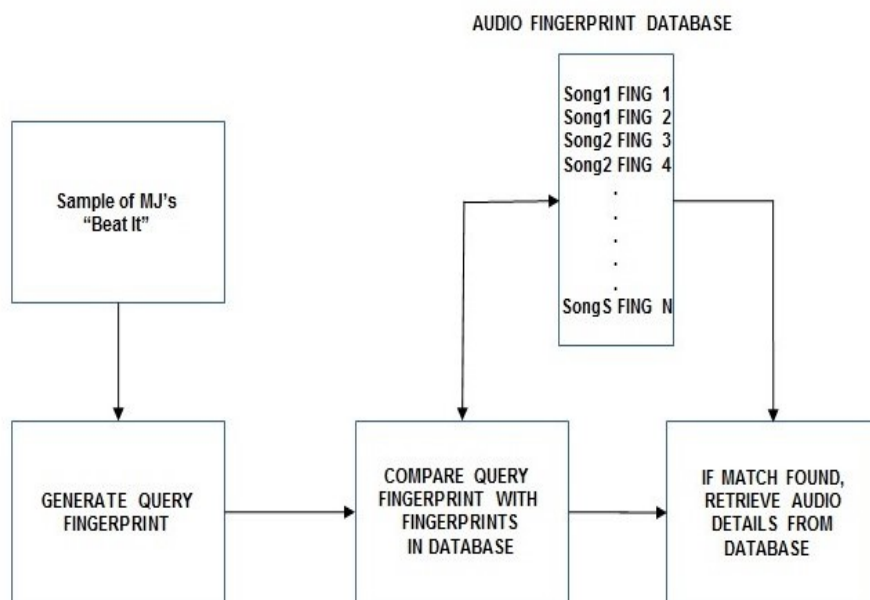 AUDIO FINGERPRINT DATABASE
Song1 FING 1
Song1 FING 2
Song2 FING 3
Song2 FING 4
.
.
.
.
.
SongS FING N
Sample of MJ's
“Beat It”
GENERATE QUERY
FINGERPRINT
COMPARE QUERY
FINGERPRINT WITH
FINGERPRINTS
IN DATABASE
IF MATCH FOUND,
RETRIEVE AUDIO
DETAILS FROM
DATABASE